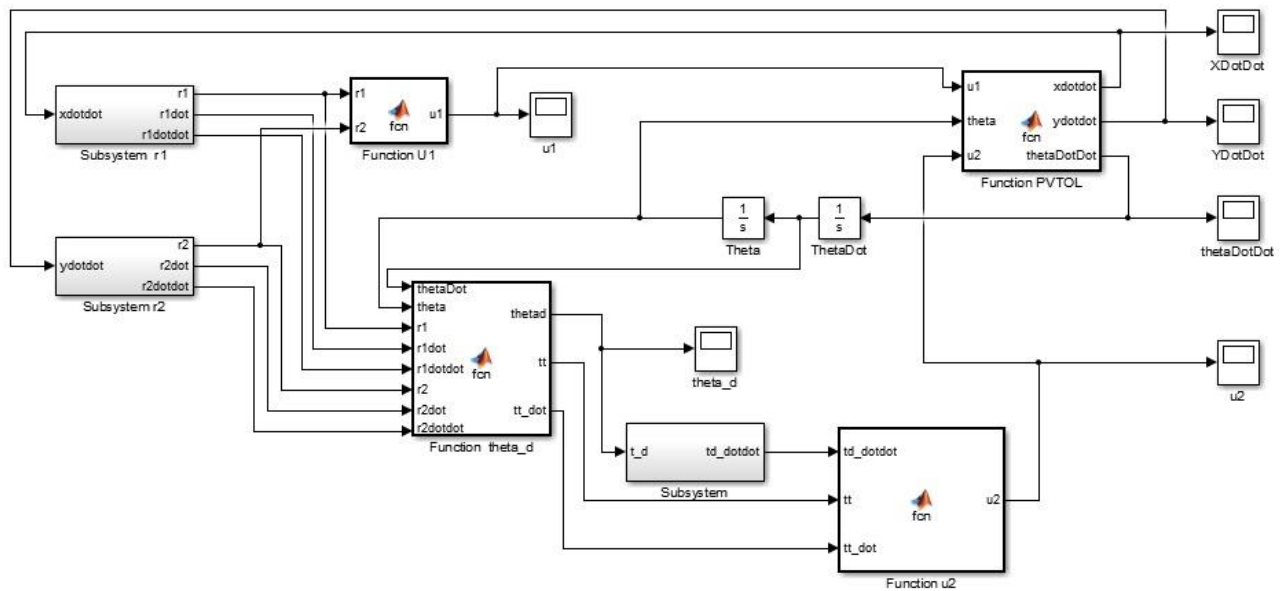 XDotDot
xdotdot
r1
r1dot
r1dotdot
Subsystem r1
r1
r2
fcn
u1
Function U1
u1
u1
theta
u2
fcn
xdotdot
ydotdot
thetaDotDot
Function PVTOL
YDotDot
1
s
Theta
1
s
ThetaDot
thetaDotDot
ydotdot
r2
r2dot
r2dotdot
Subsystem r2
thetaDot
theta
r1
r1dot
r1dotdot
r2
r2dot
r2dotdot
fcn
thetad
tt
tt_dot
Function theta_d
theta_d
u2
t_d
td_dotdot
Subsystem
td_dotdot
tt
tt_dot
fcn
u2
Function u2